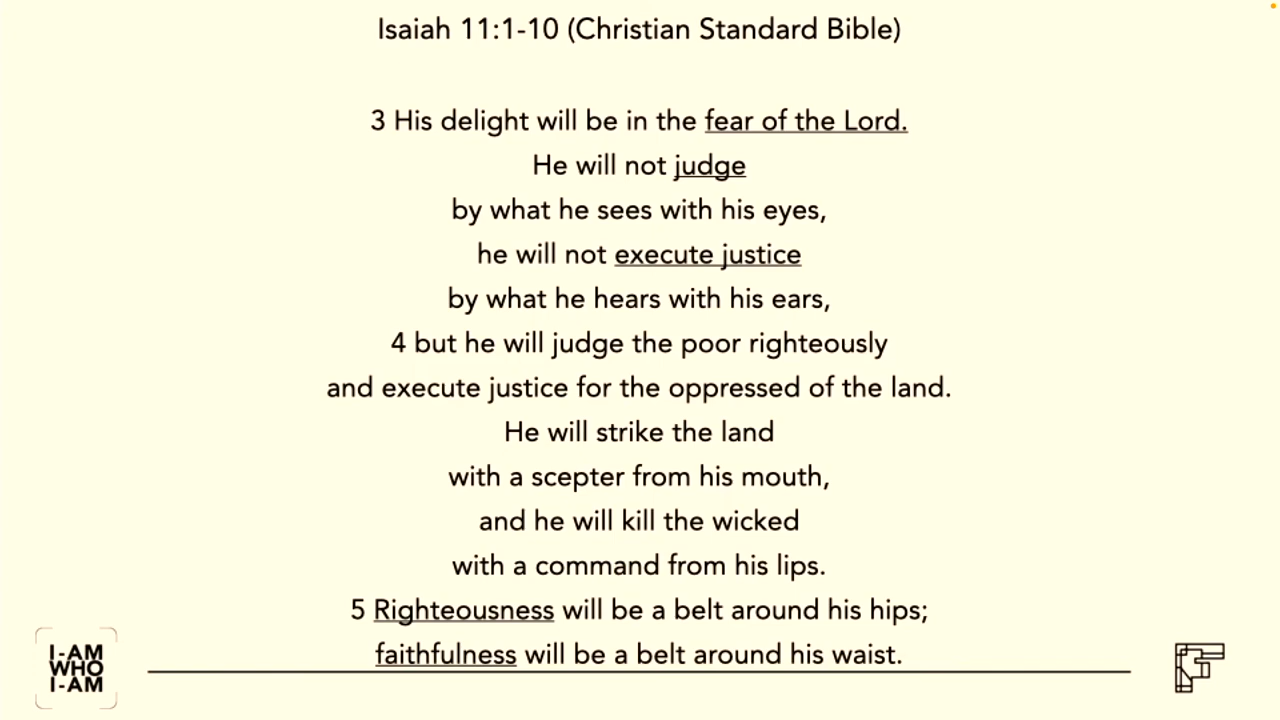 Isaiah 11:1-10 (Christian Standard Bible)
3 His delight will be in the fear of the Lord.
He will not judge
by what he sees with his eyes,
he will not execute justice
by what he hears with his ears,
4 but he will judge the poor righteously
and execute justice for the oppressed of the land.
He will strike the land
with a scepter from his mouth,
and he will kill the wicked
with a command from his lips.
5 Righteousness will be a belt around his hips;
faithfulness will be a belt around his waist.
I-AM
WHO
I-AM